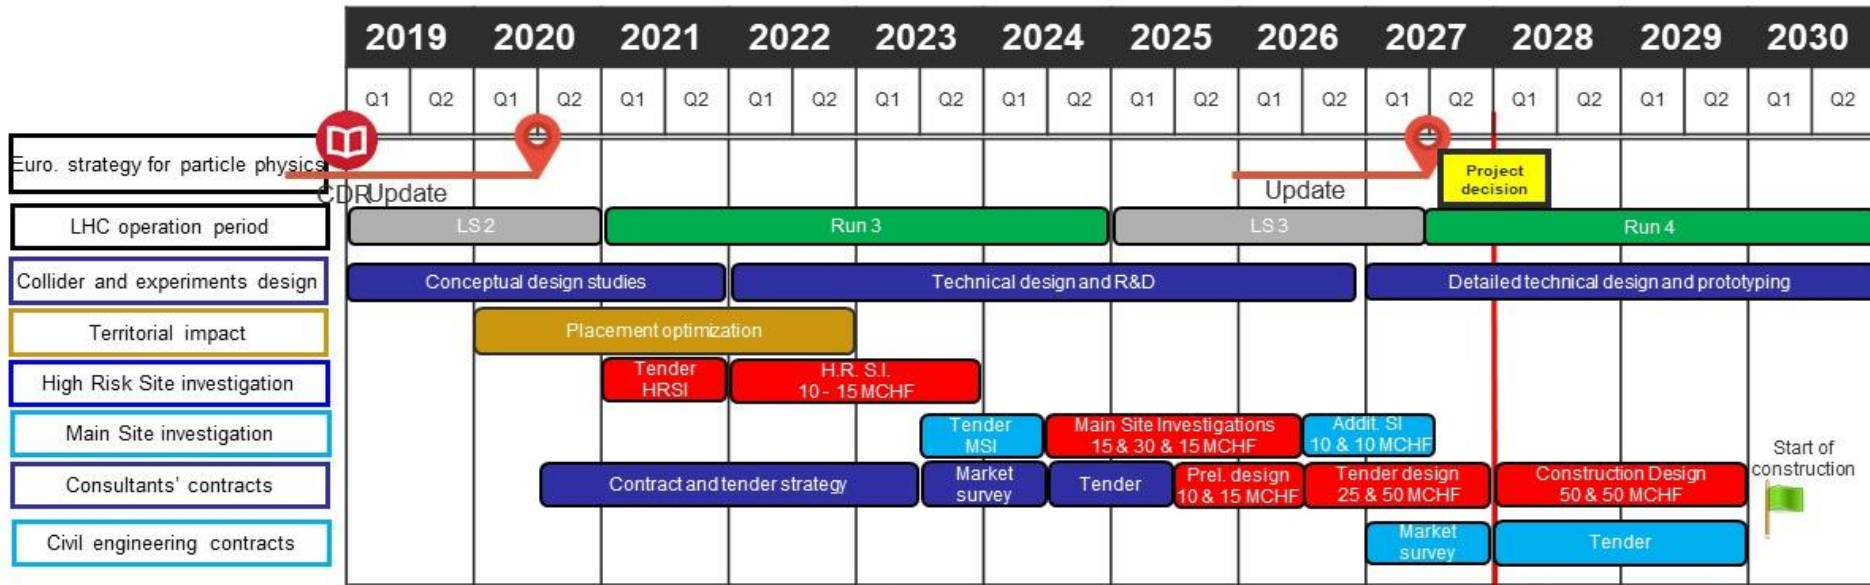 2019 2020 2021 2022 2023 2024 2025 2026 2027 2028 2029 2030
Q1 Q2 Q1 Q2 Q1 Q2 Q1 Q2 Q1 Q2 Q1 Q2 Q1 Q2 Q1 Q2 Q1 Q2 Q1 Q2 Q1 Q2 Q1 Q2
Euro. strategy for particle physics
CDR
Update
Update
Project
decision
LHC operation period
LS 2
Run 3
LS 3
Run 4
Collider and experiments design
Conceptual design studies
Technical design and R&D
Detailed technical design and prototyping
Territorial impact
Placement optimization
High Risk Site investigation
Tender
HRSI
H.R. S.I.
10 - 15 MCHF
Main Site investigation
Tender
MSI
Main Site Investigations
15 & 30 & 15 MCHF
Addit. SI
10 & 10 MCHF
Start of
construction
Consultants' contracts
Contract and tender strategy
Market
survey
Tender
Prel. design
10 & 15 MCHF
Tender design
25 & 50 MCHF
Construction Design
50 & 50 MCHF
Civil engineering contracts
Market
survey
Tender